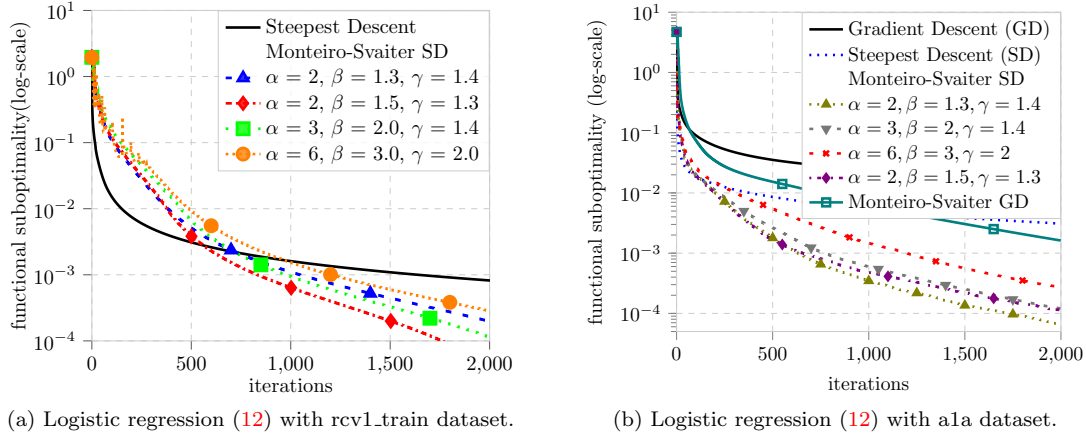 functional suboptimality(log-scale)
10^1
10^0
10^−1
10^−2
10^−3
10^−4
0
500
1,000
1,500
2,000
iterations
Steepest Descent
Monteiro-Svaiter SD
α = 2, β = 1.3, γ = 1.4
α = 2, β = 1.5, γ = 1.3
α = 3, β = 2.0, γ = 1.4
α = 6, β = 3.0, γ = 2.0
(a) Logistic regression (12) with rcv1_train dataset.
functional suboptimality (log-scale)
10^1
10^0
10^−1
10^−2
10^−3
10^−4
0
500
1,000
1,500
2,000
iterations
Gradient Descent (GD)
Steepest Descent (SD)
Monteiro-Svaiter SD
α = 2, β = 1.3, γ = 1.4
α = 3, β = 2, γ = 1.4
α = 6, β = 3, γ = 2
α = 2, β = 1.5, γ = 1.3
Monteiro-Svaiter GD
(b) Logistic regression (12) with a1a dataset.